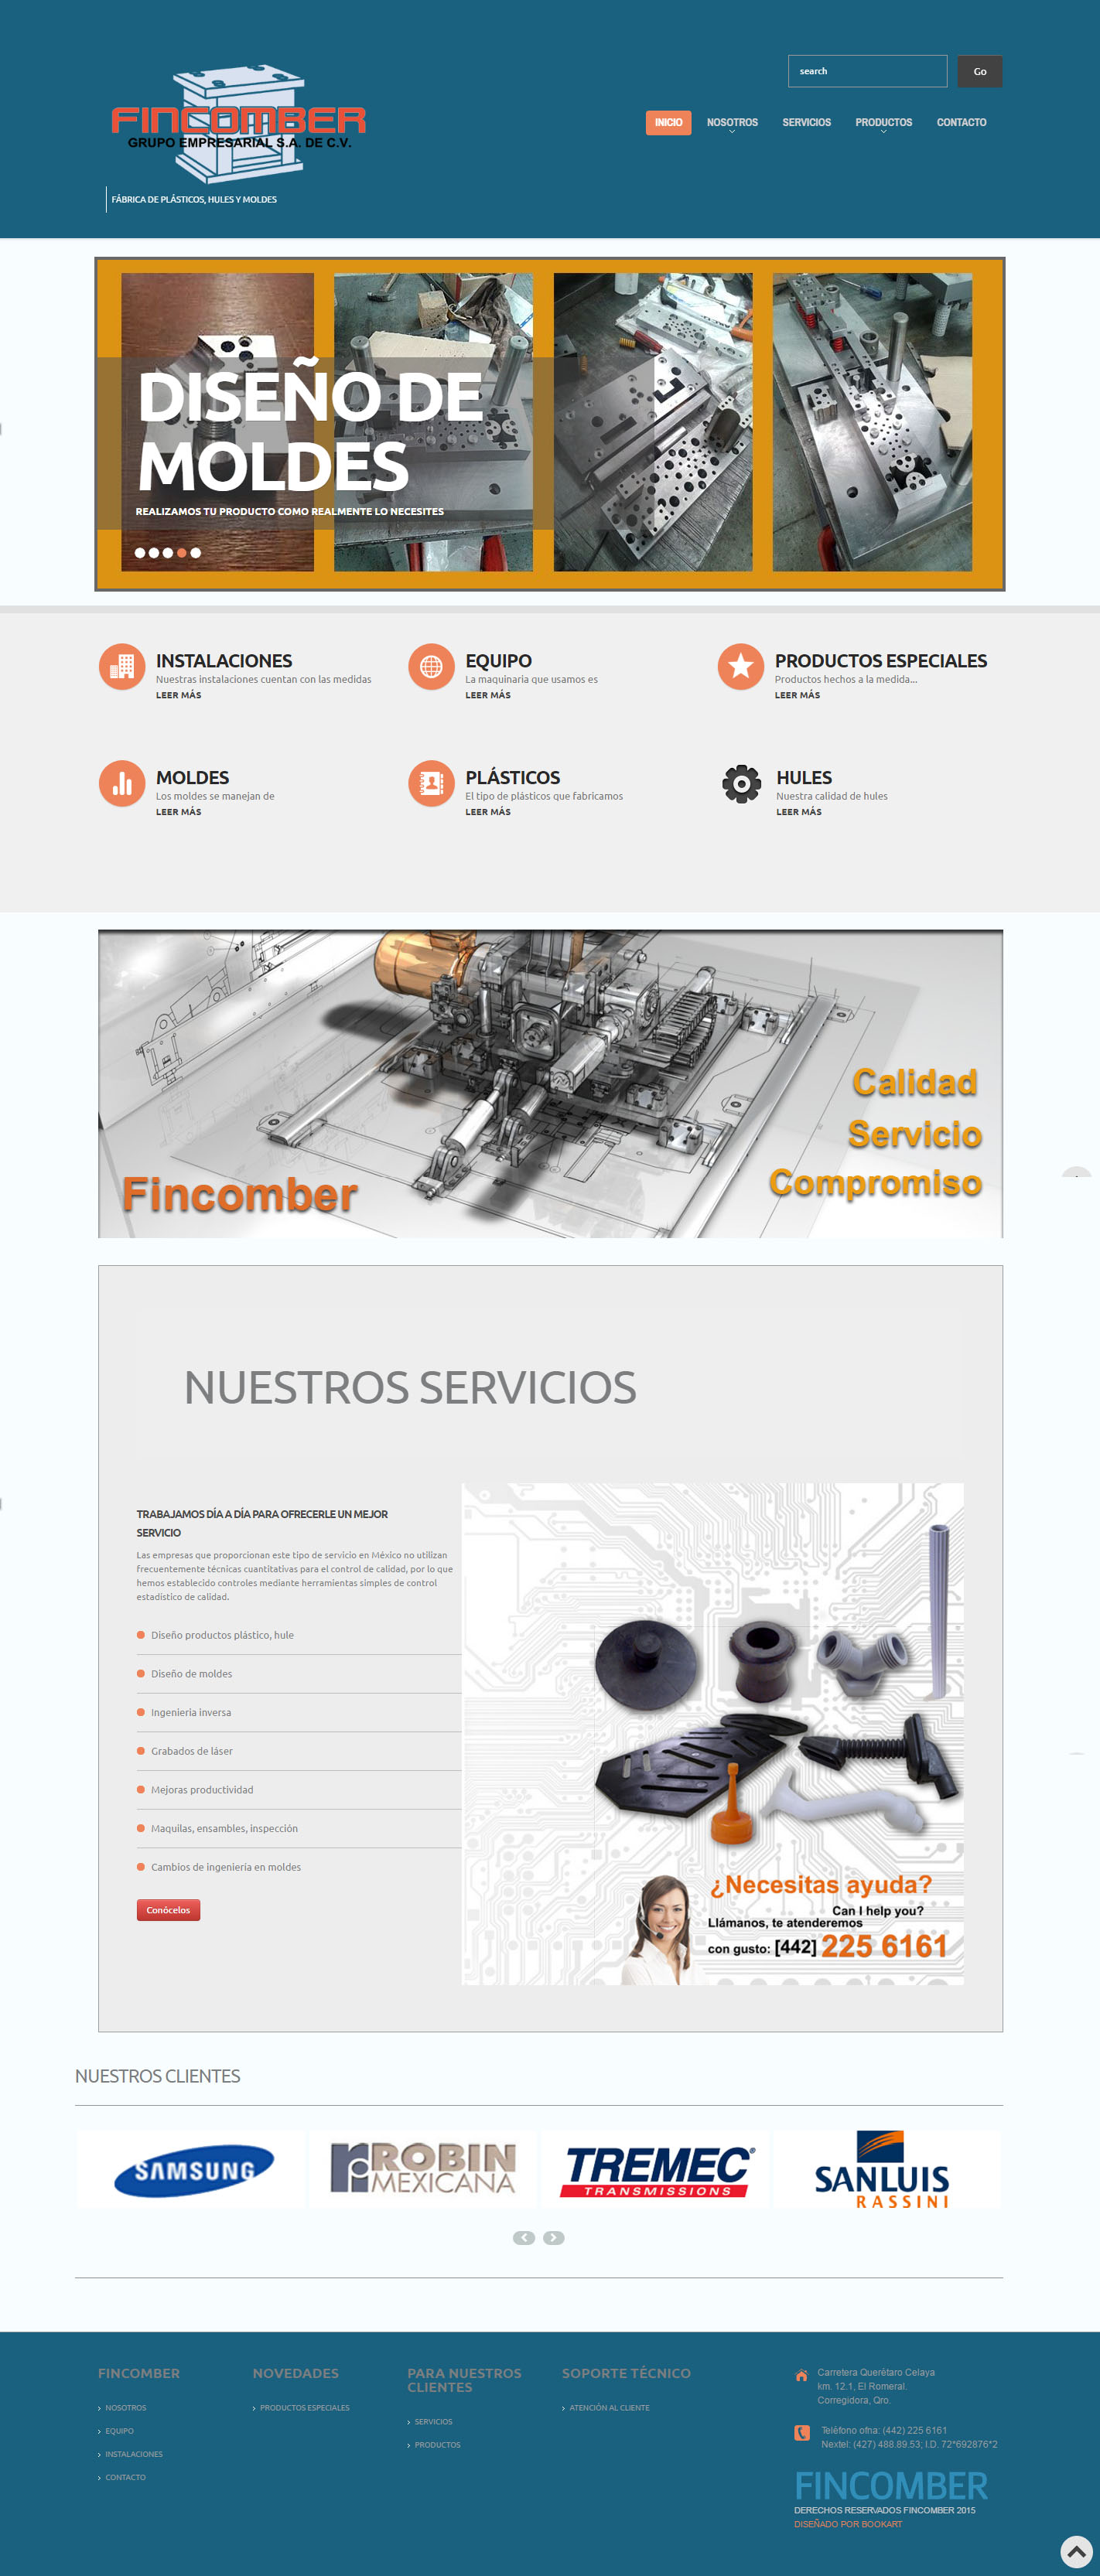 search
Go
FINCOMBER
GRUPO EMPRESARIAL S.A. DE C.V.
FÁBRICA DE PLÁSTICOS, HULES Y MOLDES
INICIO
NOSOTROS
SERVICIOS
PRODUCTOS
CONTACTO
DISEÑO DE
MOLDES
REALIZAMOS TU PRODUCTO COMO REALMENTE LO NECESITES
INSTALACIONES
Nuestras instalaciones cuentan con las medidas
LEER MÁS
EQUIPO
La maquinaria que usamos es
LEER MÁS
PRODUCTOS ESPECIALES
Productos hechos a la medida...
LEER MÁS
MOLDES
Los moldes se manejan de
LEER MÁS
PLÁSTICOS
El tipo de plásticos que fabricamos
LEER MÁS
HULES
Nuestra calidad de hules
LEER MÁS
Calidad
Servicio
Compromiso
Fincomber
NUESTROS SERVICIOS
TRABAJAMOS DÍA A DÍA PARA OFRECERLE UN MEJOR
SERVICIO
Las empresas que proporcionan este tipo de servicio en México no utilizan
frecuentemente técnicas cuantitativas para el control de calidad, por lo que
hemos establecido controles mediante herramientas simples de control
estadístico de calidad.
Diseño productos plástico, hule
Diseño de moldes
Ingenieria inversa
Grabados de láser
Mejoras productividad
Maquilas, ensambles, inspección
Cambios de ingeniería en moldes
Conócelos
¿Necesitas ayuda?
Can I help you?
Llámanos, te atenderemos
con gusto: [442] 225 6161
NUESTROS CLIENTES
SAMSUNG
ROBIN
MEXICANA
TREMEC
TRANSMISSIONS
SANLUIS
RASSINI
FINCOMBER
NOSOTROS
EQUIPO
INSTALACIONES
CONTACTO
NOVEDADES
PRODUCTOS ESPECIALES
PARA NUESTROS
CLIENTES
SERVICIOS
PRODUCTOS
SOPORTE TÉCNICO
ATENCIÓN AL CLIENTE
Carretera Querétaro Celaya
km. 12.1, El Romeral.
Corregidora, Qro.
Teléfono ofna: (442) 225 6161
Nextel: (427) 488.89.53; I.D. 72*692876*2
FINCOMBER
DERECHOS RESERVADOS FINCOMBER 2015
DISEÑADO POR BOOKART